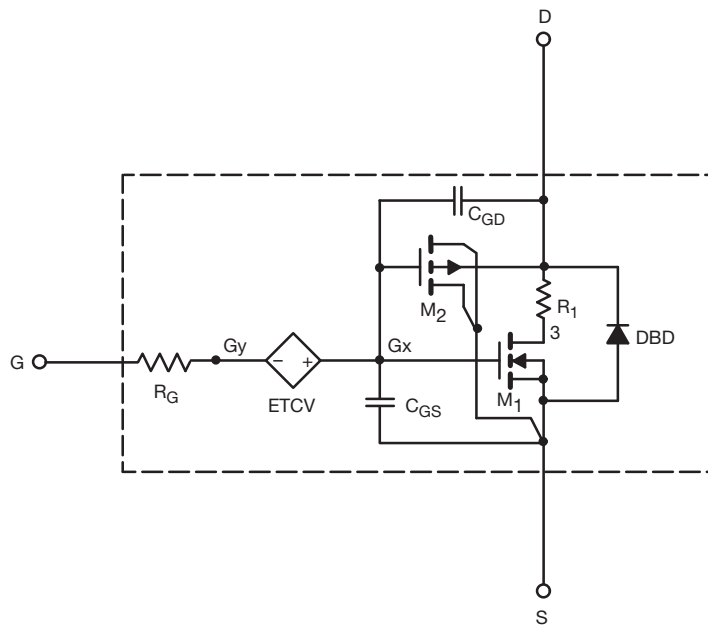 D
C_GD
M_2
R_1
3
Gy
Gx
DBD
G
R_G
−
+
ETCV
C_GS
M_1
S